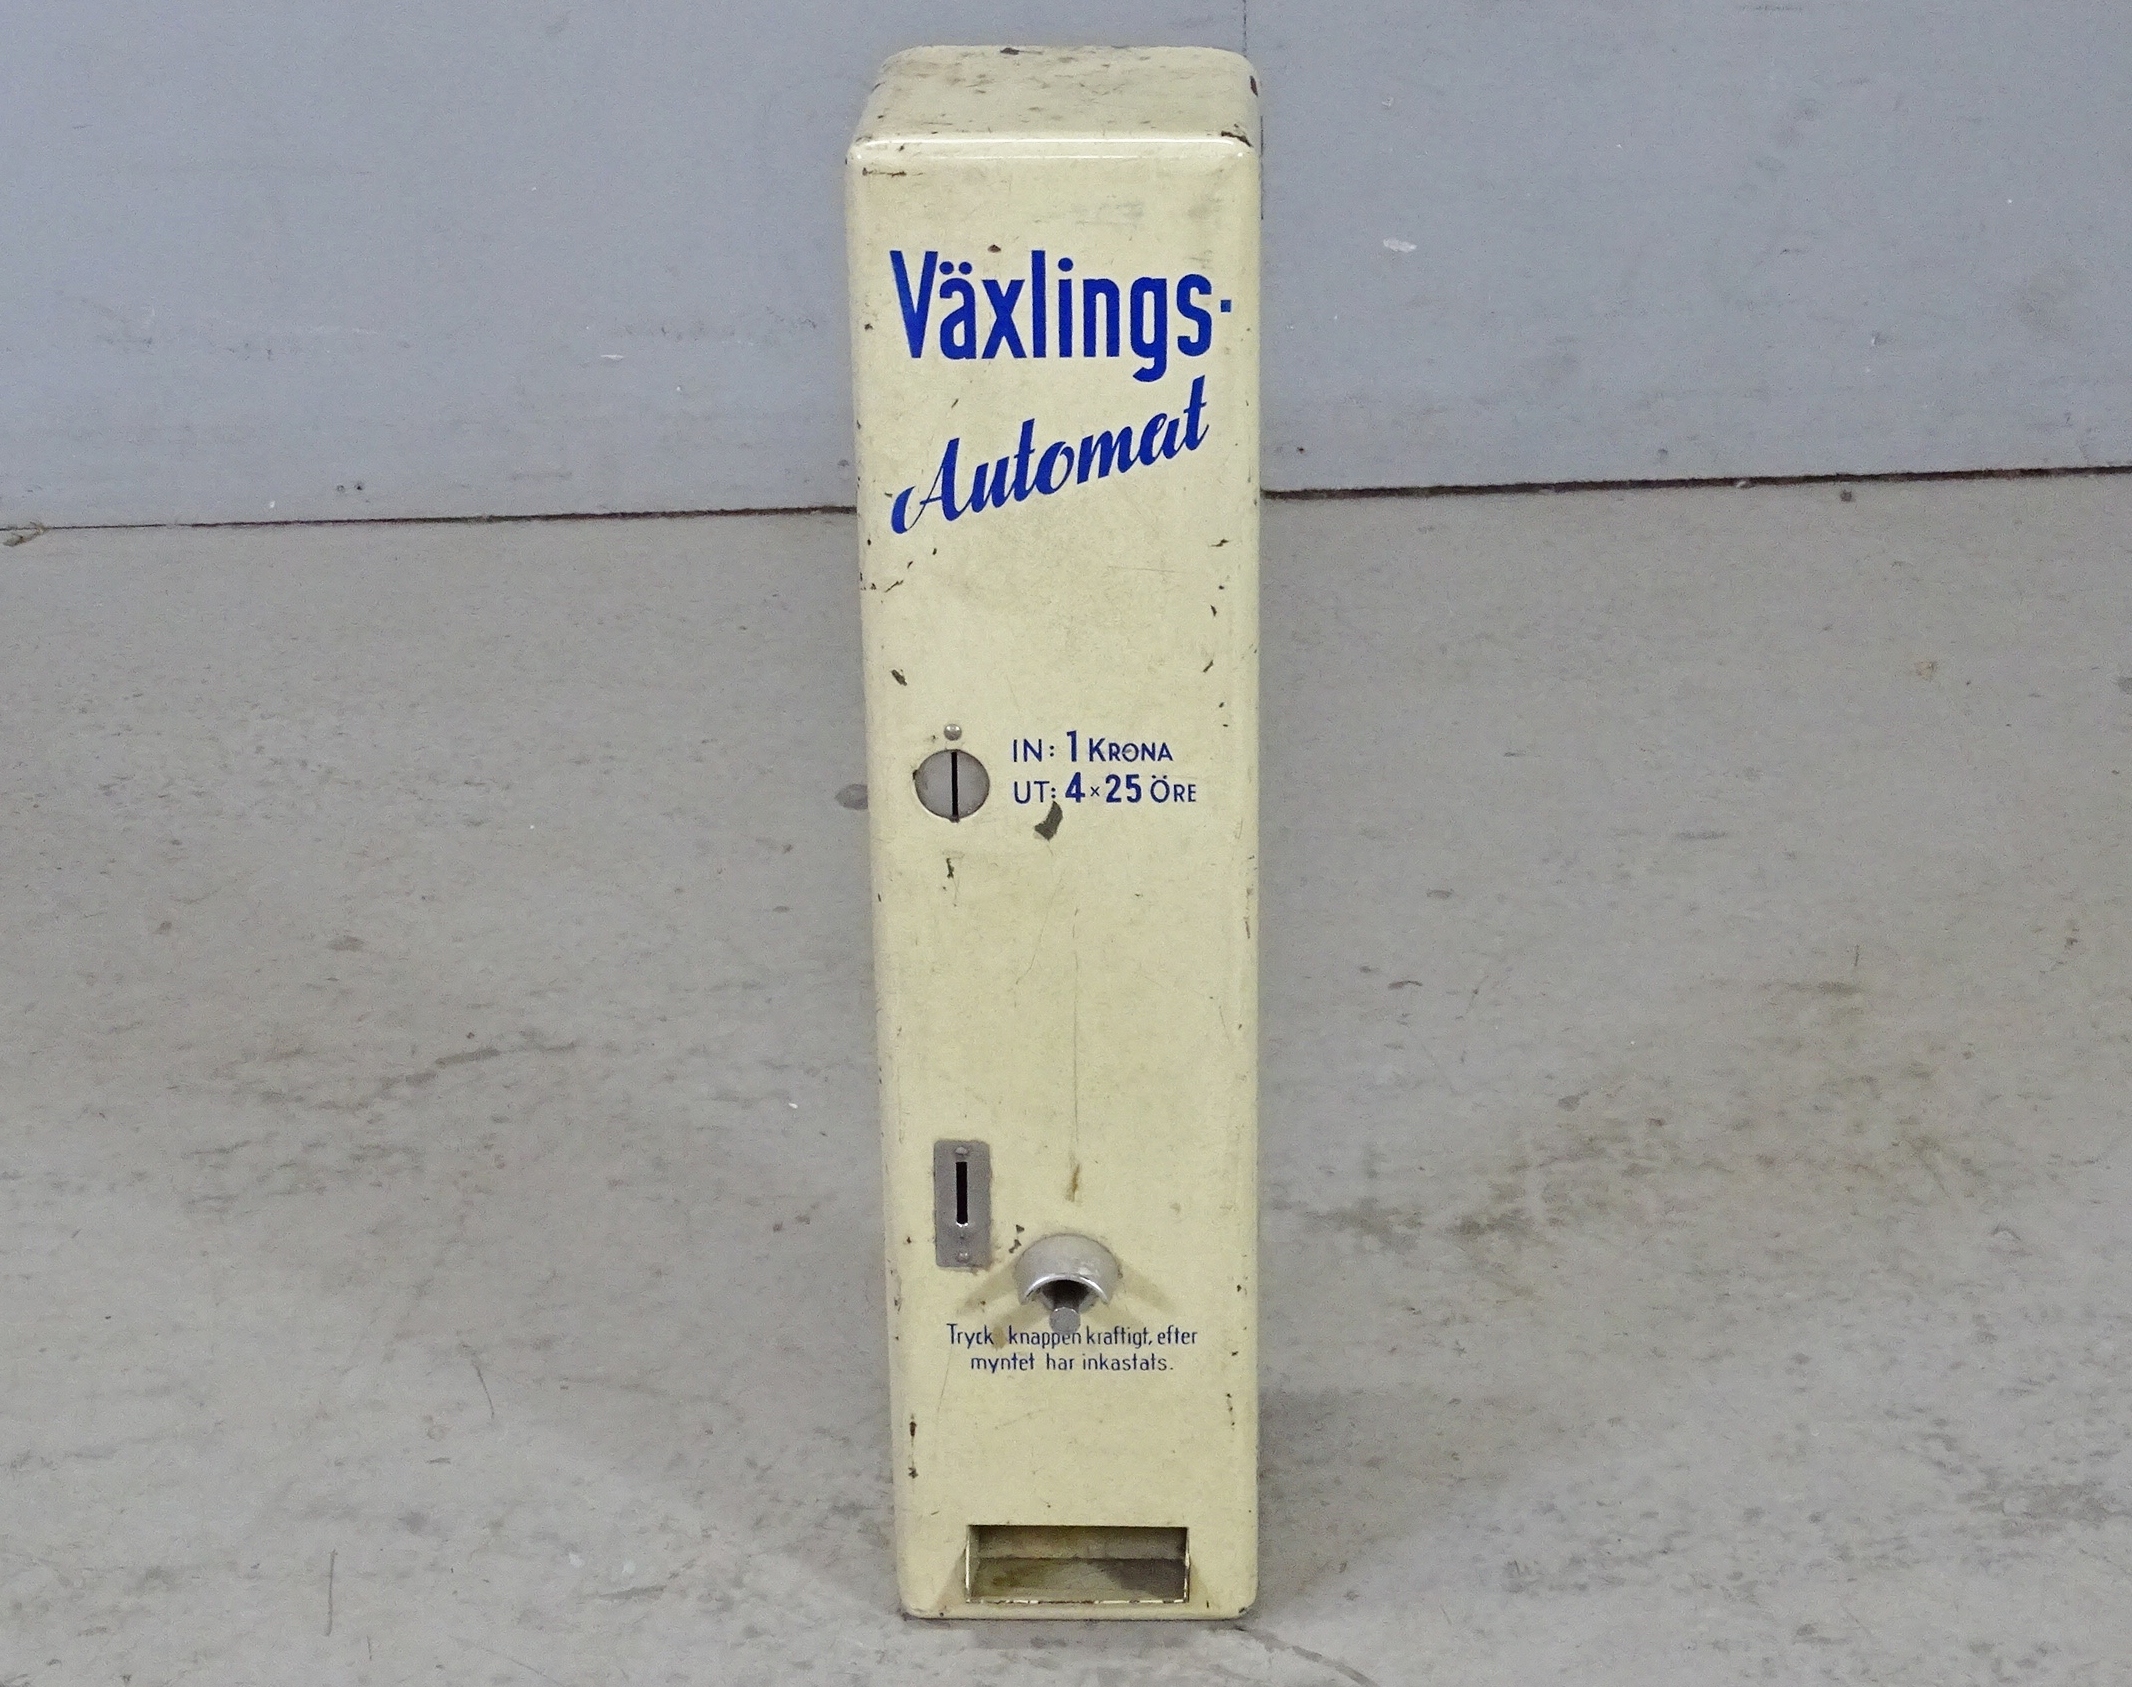 Växlings-
Automat
IN: 1 KRONA
UT: 4×25 ÖRE
Tryck knappen kraftigt, efter
myntet har inkastats.